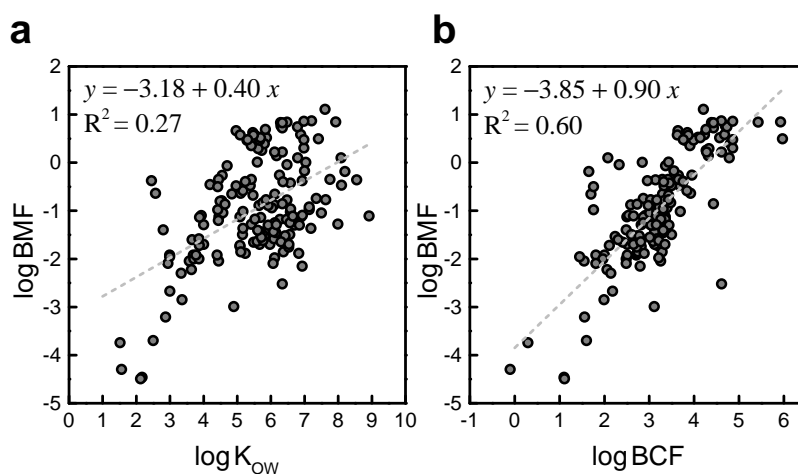 a
y = −3.18 + 0.40 x
R² = 0.27
2
1
0
-1
-2
-3
-4
-5
log BMF
0 1 2 3 4 5 6 7 8 9 10
log K_OW
b
y = −3.85 + 0.90 x
R² = 0.60
2
1
0
-1
-2
-3
-4
-5
log BMF
-1 0 1 2 3 4 5 6
log BCF